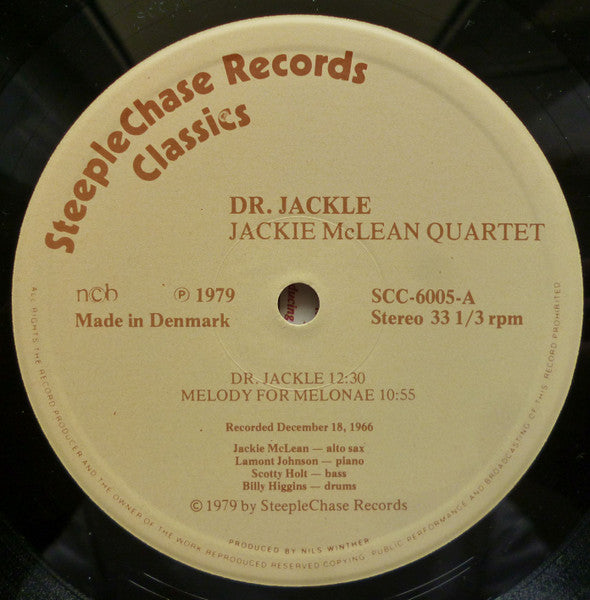 SteepleChase Records
Classics
DR. JACKLE
JACKIE McLEAN QUARTET
ncb
Ⓟ 1979
SCC-6005-A
Made in Denmark
Stereo 33 1/3 rpm
ducing
DR. JACKLE 12:30
MELODY FOR MELONAE 10:55
Recorded December 18, 1966
Jackie McLean — alto sax
Lamont Johnson — piano
Scotty Holt — bass
Billy Higgins — drums
© 1979 by SteepleChase Records
PRODUCED BY NILS WINTHER
ALL RIGHTS THE RECORD PRODUCER AND THE OWNER OF THE WORK REPRODUCED RESERVED COPYING PUBLIC PERFORMANCE AND BROADCASTING OF THIS RECORD PROHIBITED